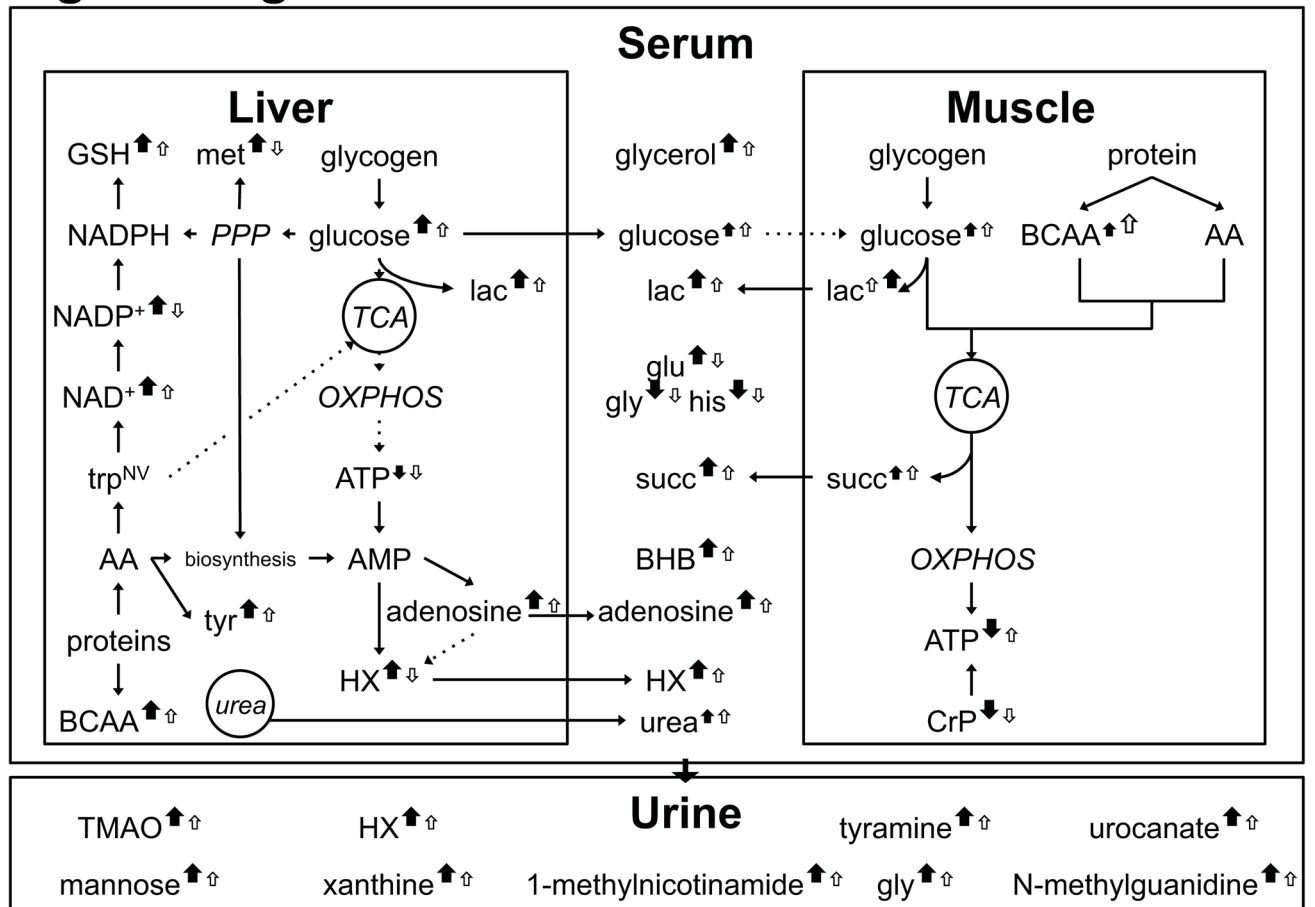 Serum
Liver
Muscle
GSH met glycogen glycerol glycogen protein
NADPH PPP glucose glucose glucose BCAA AA
lac lac lac
NADP+ TCA
glu
NAD+ OXPHOS gly his TCA
trpNV ATP succ succ
AA biosynthesis AMP BHB OXPHOS
tyr adenosine adenosine
proteins ATP
HX HX
BCAA urea urea CrP
Urine
TMAO HX tyramine urocanate
mannose xanthine 1-methylnicotinamide gly N-methylguanidine